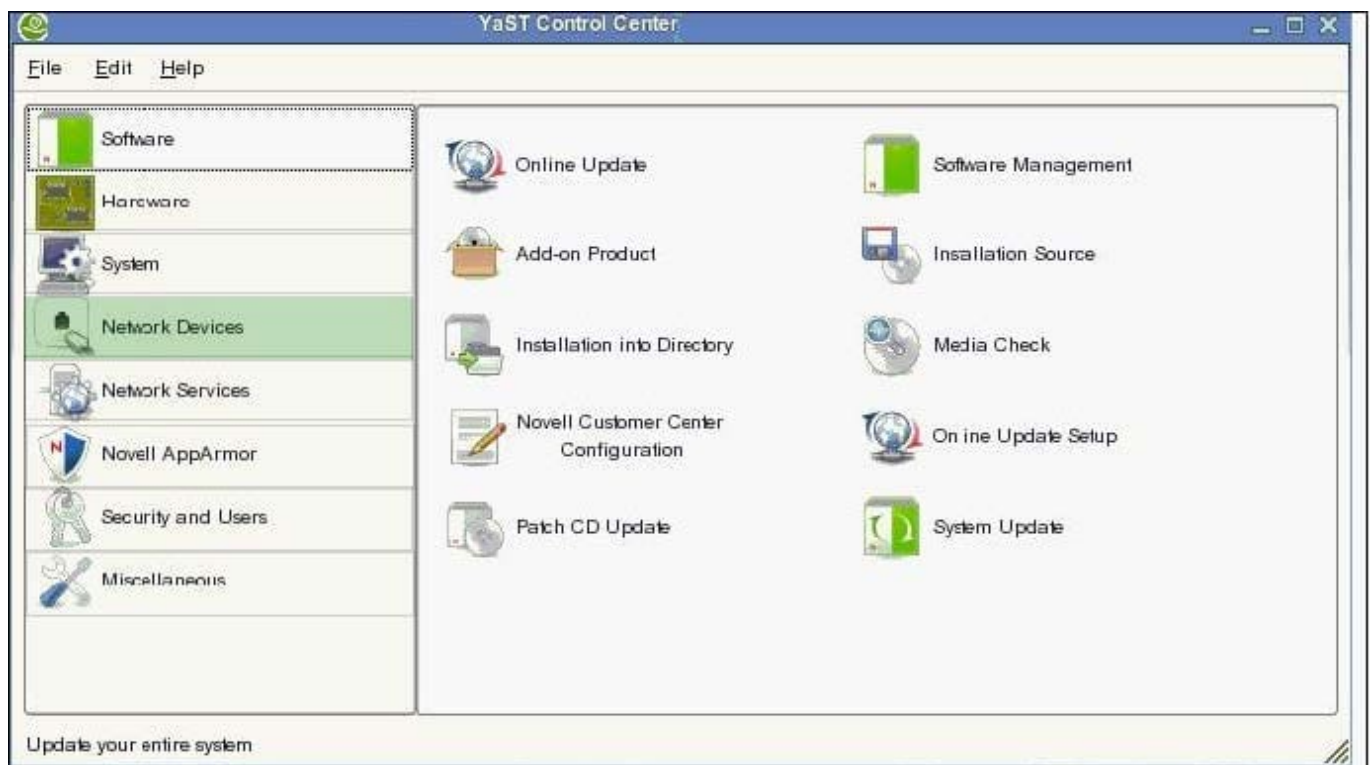 YaST Control Center
File Edit Help
Software
Harcware
System
Network Devices
Network Services
Novell AppArmor
Security and Users
Miscellaneous
Online Update
Software Management
Add-on Product
Insallation Source
Installation into Directory
Media Check
Novell Customer Center
Configuration
On ine Update Setup
Patch CD Update
System Update
Update your entire system